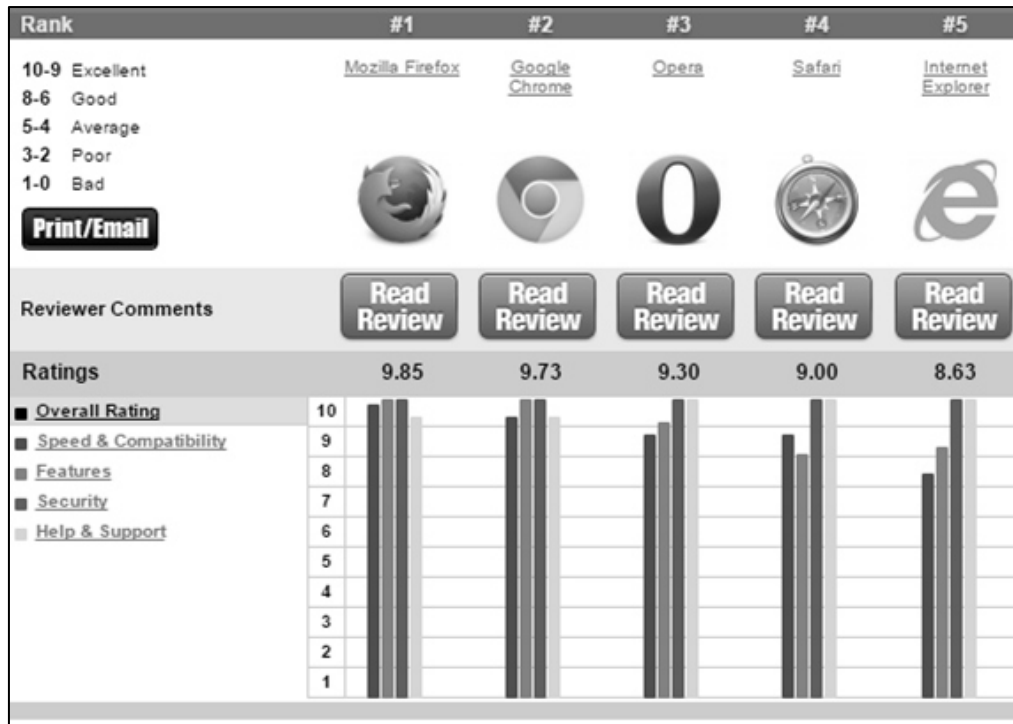 Rank #1 #2 #3 #4 #5
10-9 Excellent
8-6 Good
5-4 Average
3-2 Poor
1-0 Bad
Print/Email
Mozilla Firefox
Google
Chrome
Opera
Safari
Internet
Explorer
Reviewer Comments
Read
Review
Read
Review
Read
Review
Read
Review
Read
Review
Ratings 9.85 9.73 9.30 9.00 8.63
Overall Rating
Speed & Compatibility
Features
Security
Help & Support
10
9
8
7
6
5
4
3
2
1